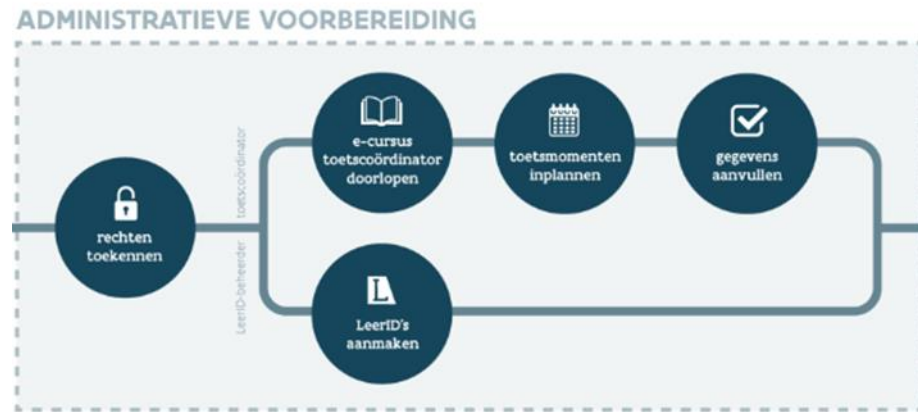 ADMINISTRATIEVE VOORBEREIDING
rechten
toekennen
toetscoördinator
LeerID-beheerder
e-cursus
toetscoördinator
doorlopen
toetsmomenten
inplannen
gegevens
aanvullen
L
LeerID's
aanmaken